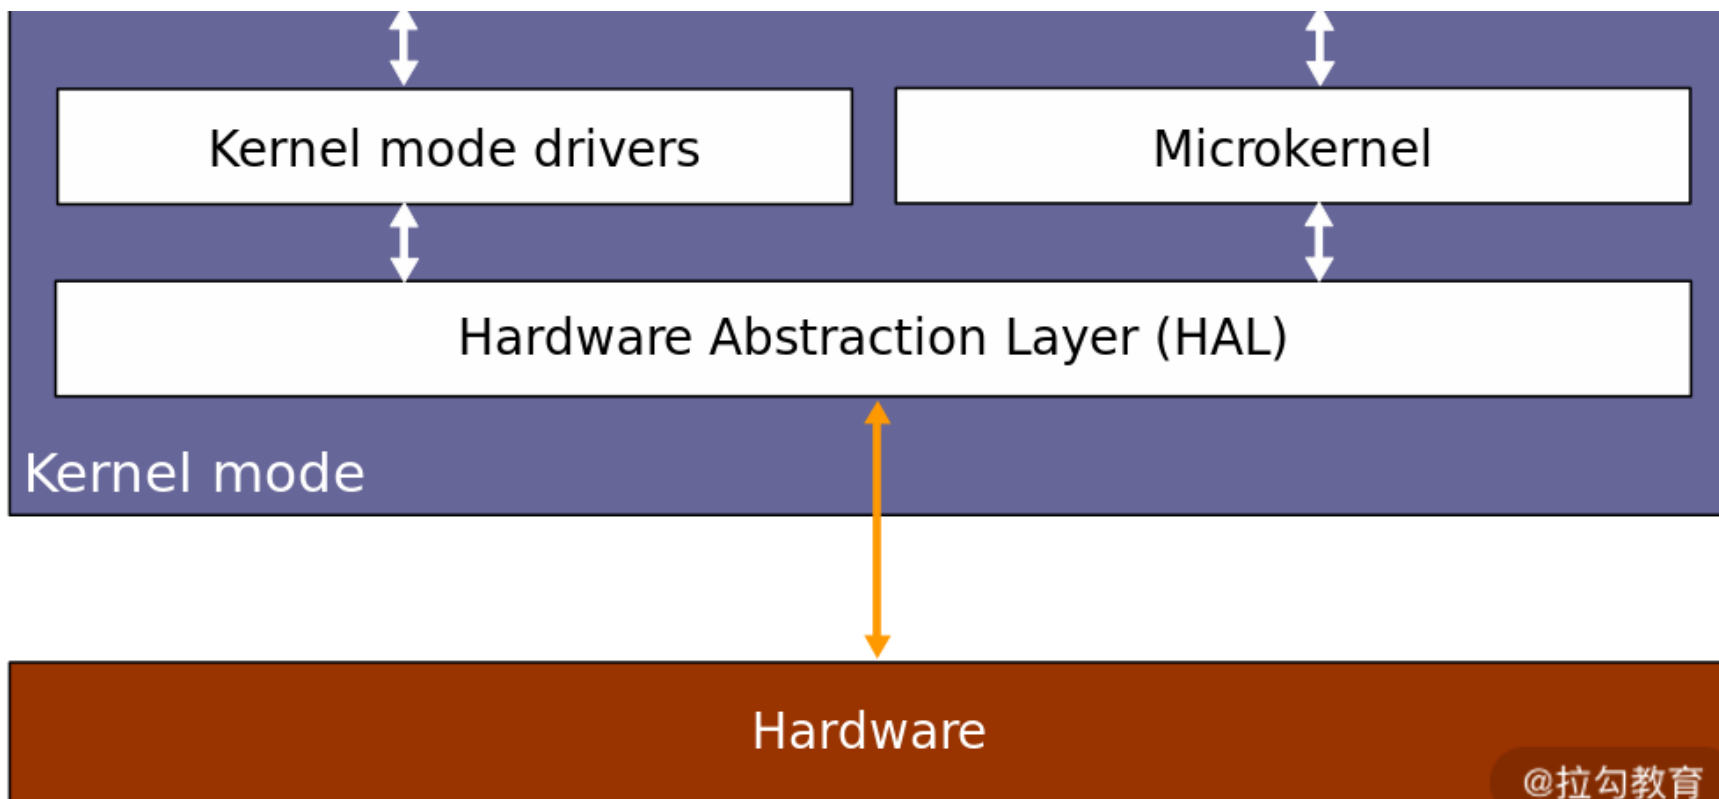 Kernel mode drivers
Microkernel
Hardware Abstraction Layer (HAL)
Kernel mode
Hardware
@拉勾教育